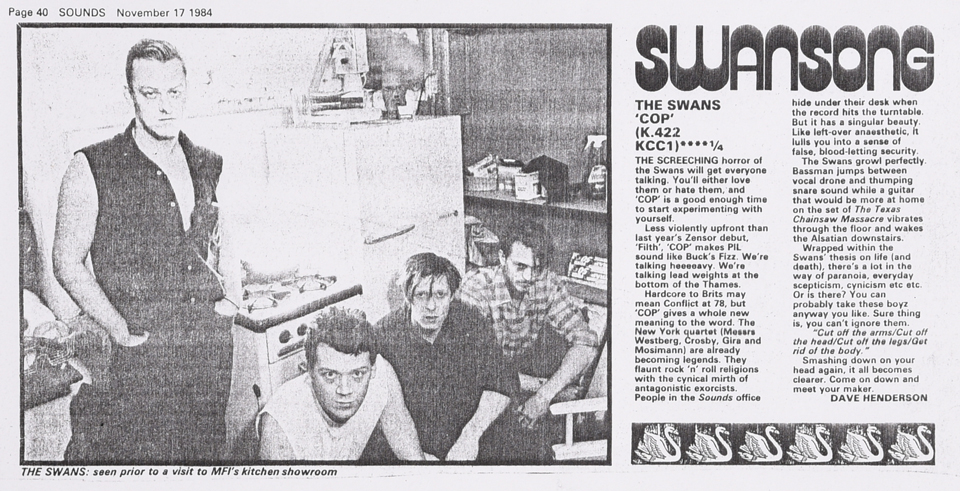 Page 40 SOUNDS November 17 1984
SWANSONG
THE SWANS
‘COP’
(K.422
KCC1)****¼
THE SCREECHING horror of
the Swans will get everyone
talking. You'll either love
them or hate them, and
‘COP’ is a good enough time
to start experimenting with
yourself.
Less violently upfront than
last year's Zensor debut,
‘Filth’, ‘COP’ makes PIL
sound like Buck's Fizz. We're
talking heeeeavy. We're
talking lead weights at the
bottom of the Thames.
Hardcore to Brits may
mean Conflict at 78, but
‘COP’ gives a whole new
meaning to the word. The
New York quartet (Messrs
Westberg, Crosby, Gira and
Mosimann) are already
becoming legends. They
flaunt rock ‘n’ roll religions
with the cynical mirth of
antagonistic exorcists.
People in the Sounds office
hide under their desk when
the record hits the turntable.
But it has a singular beauty.
Like left-over anaesthetic, it
lulls you into a sense of
false, blood-letting security.
The Swans growl perfectly.
Bassman jumps between
vocal drone and thumping
snare sound while a guitar
that would be more at home
on the set of The Texas
Chainsaw Massacre vibrates
through the floor and wakes
the Alsatian downstairs.
Wrapped within the
Swans' thesis on life (and
death), there's a lot in the
way of paranoia, everyday
scepticism, cynicism etc etc.
Or is there? You can
probably take these boyz
anyway you like. Sure thing
is, you can't ignore them.
“Cut off the arms/Cut off
the head/Cut off the legs/Get
rid of the body.”
Smashing down on your
head again, it all becomes
clearer. Come on down and
meet your maker.
DAVE HENDERSON
THE SWANS: seen prior to a visit to MFI's kitchen showroom